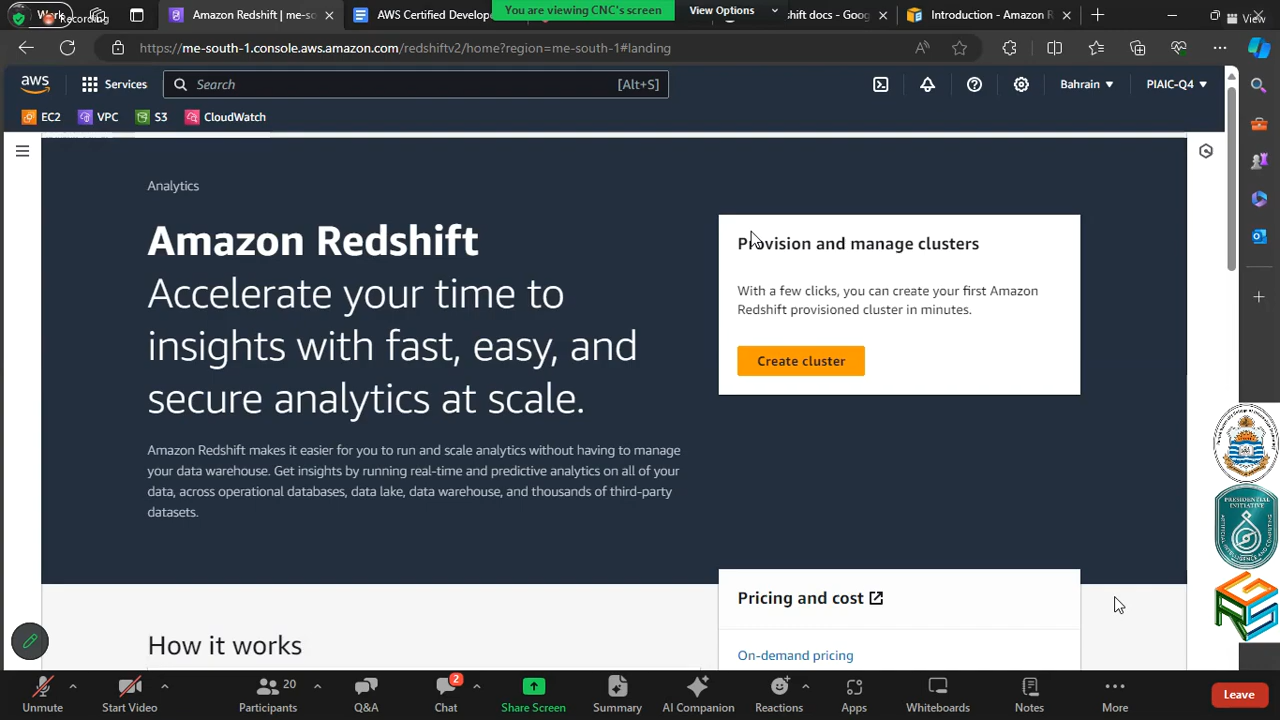 Work
Recording
Amazon Redshift | me-so
AWS Certified Develo
You are viewing CNC's screen
View Options
shift docs - Goog
Introduction - Amazon R
View
https://me-south-1.console.aws.amazon.com/redshiftv2/home?region=me-south-1#landing
aws
Services
Search
[Alt+S]
Bahrain
PIAIC-Q4
EC2
VPC
S3
CloudWatch
Analytics
Amazon Redshift
Accelerate your time to
insights with fast, easy, and
secure analytics at scale.
Amazon Redshift makes it easier for you to run and scale analytics without having to manage
your data warehouse. Get insights by running real-time and predictive analytics on all of your
data, across operational databases, data lake, data warehouse, and thousands of third-party
datasets.
Provision and manage clusters
With a few clicks, you can create your first Amazon
Redshift provisioned cluster in minutes.
Create cluster
Pricing and cost
On-demand pricing
How it works
PRESIDENTIAL
INITIATIVE
Unmute
Start Video
20
Participants
Q&A
2
Chat
Share Screen
Summary
AI Companion
Reactions
Apps
Whiteboards
Notes
More
Leave